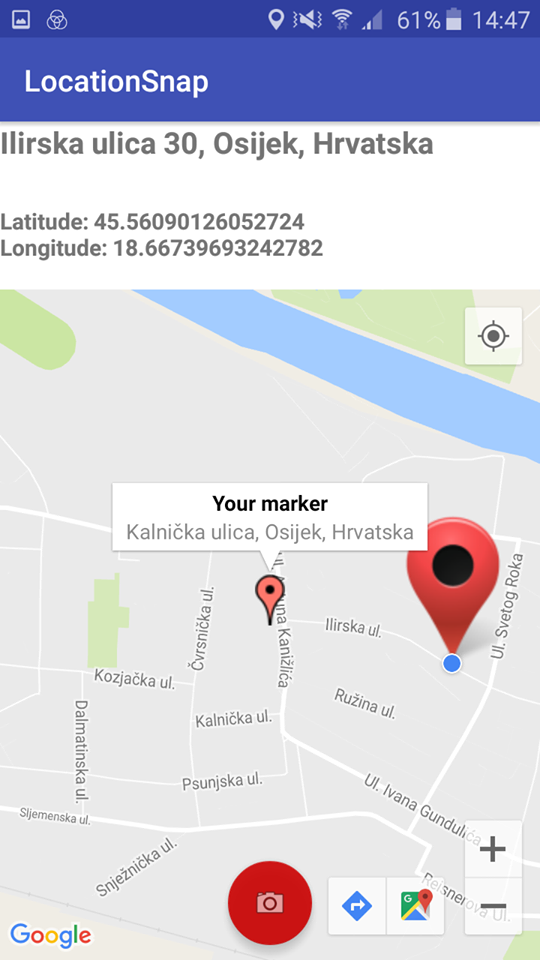 61% 14:47
LocationSnap
Ilirska ulica 30, Osijek, Hrvatska
Latitude: 45.56090126052724
Longitude: 18.66739693242782
Your marker
Kalnička ulica, Osijek, Hrvatska
Ul. Svetog Roka
Čvrsnička ul.
Kanižlića
Ilirska ul.
Kozjačka ul.
Ružina ul.
Dalmatinska ul.
Kalnička ul.
Psunjska ul.
Ul. Ivana Gundulića
Sljemenska ul.
Snježnička ul.
Reisnerova Ul.
G
Google